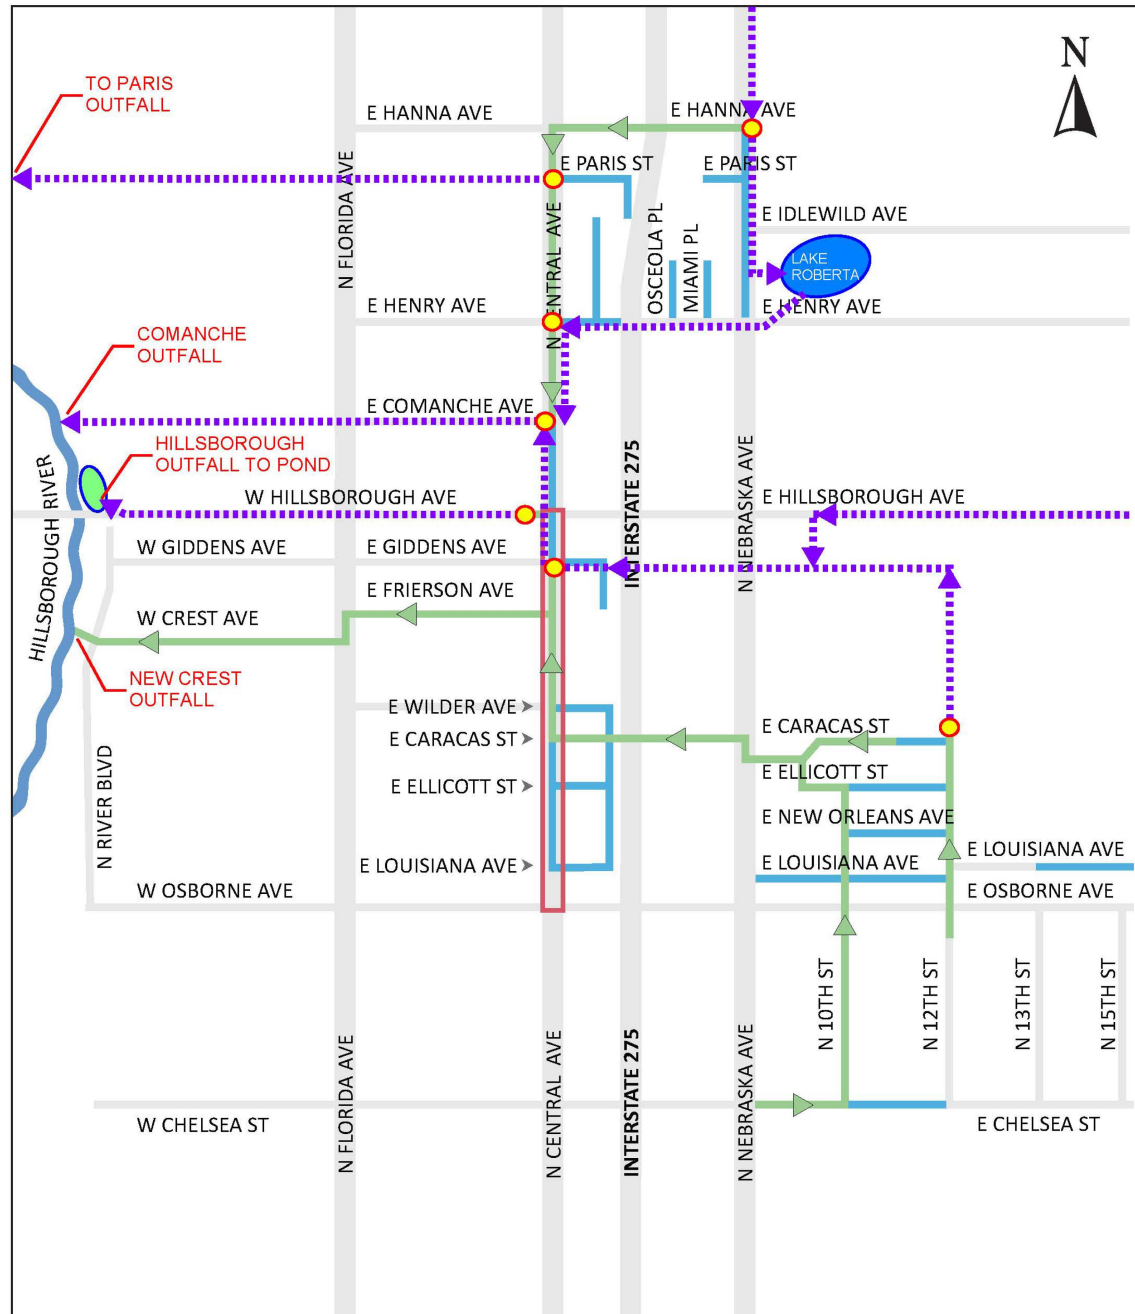 N
TO PARIS
OUTFALL
E HANNA AVE
E HANNA AVE
E PARIS ST
E PARIS ST
N FLORIDA AVE
E IDLEWILD AVE
OSCEOLA PL
MIAMI PL
LAKE
ROBERTA
N CENTRAL AVE
E HENRY AVE
E HENRY AVE
COMANCHE
OUTFALL
E COMANCHE AVE
HILLSBOROUGH
OUTFALL TO POND
HILLSBOROUGH RIVER
W HILLSBOROUGH AVE
INTERSTATE 275
N NEBRASKA AVE
E HILLSBOROUGH AVE
W GIDDENS AVE
E GIDDENS AVE
E FRIERSON AVE
W CREST AVE
NEW CREST
OUTFALL
E WILDER AVE
E CARACAS ST
E CARACAS ST
E ELLICOTT ST
E ELLICOTT ST
N RIVER BLVD
E NEW ORLEANS AVE
E LOUISIANA AVE
E LOUISIANA AVE
E LOUISIANA AVE
W OSBORNE AVE
E OSBORNE AVE
N 10TH ST
N 12TH ST
N 13TH ST
N 15TH ST
N FLORIDA AVE
N CENTRAL AVE
INTERSTATE 275
N NEBRASKA AVE
W CHELSEA ST
E CHELSEA ST